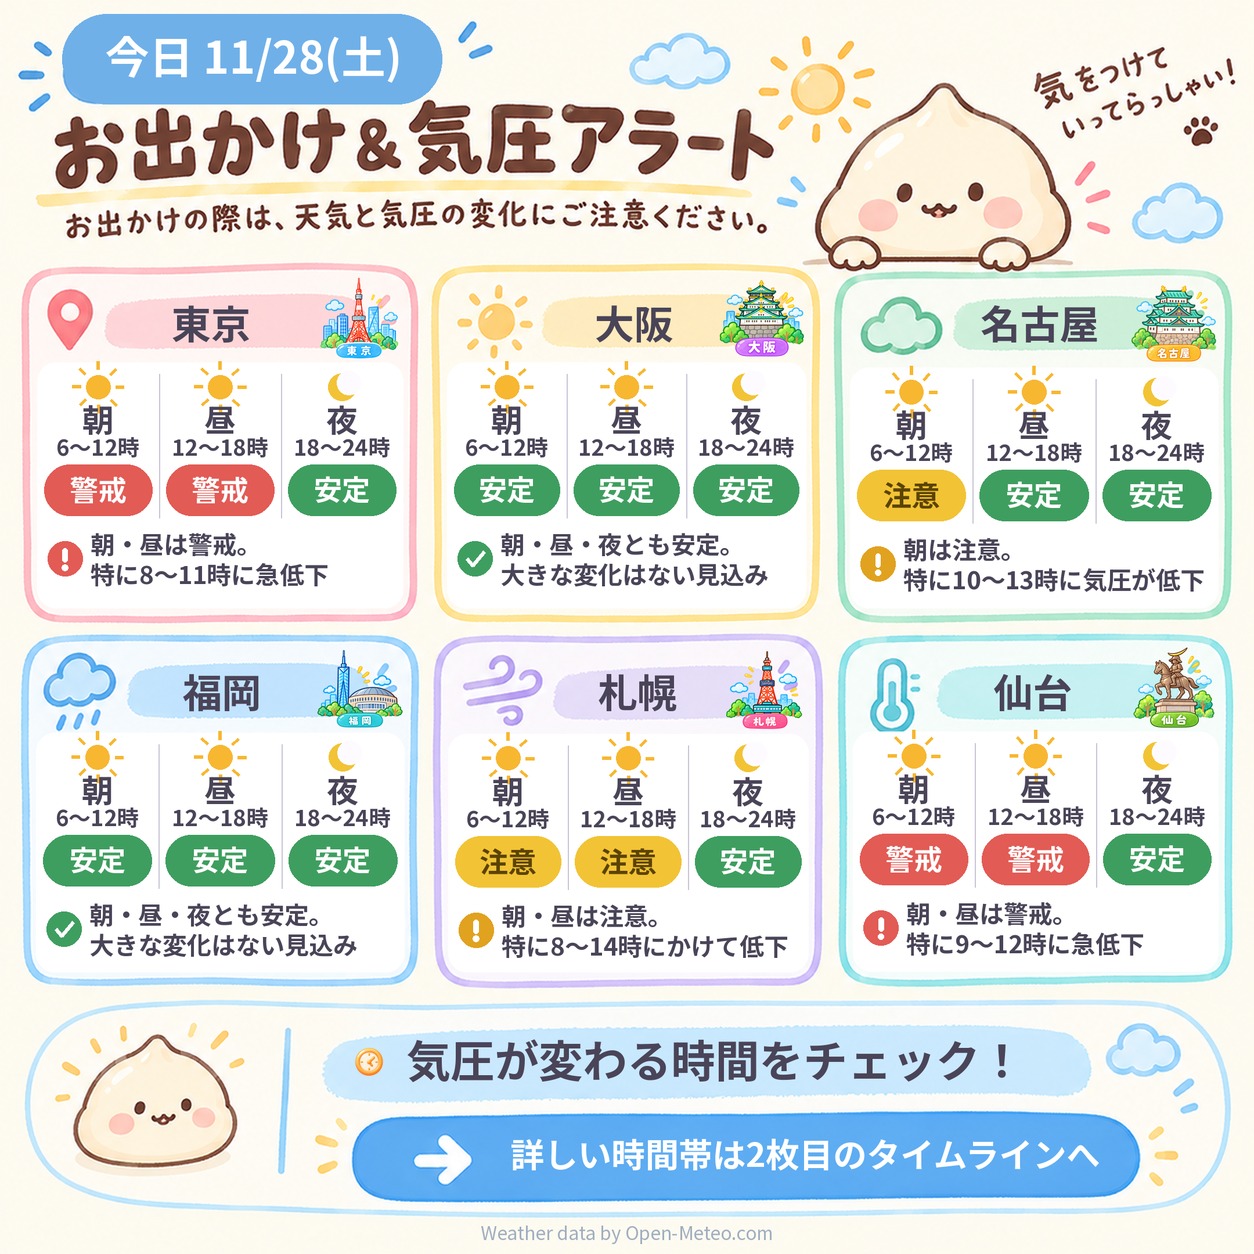 今日 11/28(土)
お出かけ&気圧アラート
お出かけの際は、天気と気圧の変化にご注意ください。
気をつけて
いってらっしゃい!
東京
東京
朝
6〜12時
警戒
昼
12〜18時
警戒
夜
18〜24時
安定
朝・昼は警戒。
特に8〜11時に急低下
大阪
大阪
朝
6〜12時
安定
昼
12〜18時
安定
夜
18〜24時
安定
朝・昼・夜とも安定。
大きな変化はない見込み
名古屋
名古屋
朝
6〜12時
注意
昼
12〜18時
安定
夜
18〜24時
安定
朝は注意。
特に10〜13時に気圧が低下
福岡
福岡
朝
6〜12時
安定
昼
12〜18時
安定
夜
18〜24時
安定
朝・昼・夜とも安定。
大きな変化はない見込み
札幌
札幌
朝
6〜12時
注意
昼
12〜18時
注意
夜
18〜24時
安定
朝・昼は注意。
特に8〜14時にかけて低下
仙台
仙台
朝
6〜12時
警戒
昼
12〜18時
警戒
夜
18〜24時
安定
朝・昼は警戒。
特に9〜12時に急低下
気圧が変わる時間をチェック！
詳しい時間帯は2枚目のタイムラインへ
Weather data by Open-Meteo.com